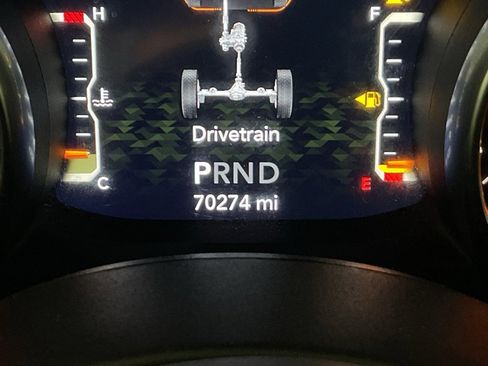 H F
Drivetrain
C PRND E
70274 mi